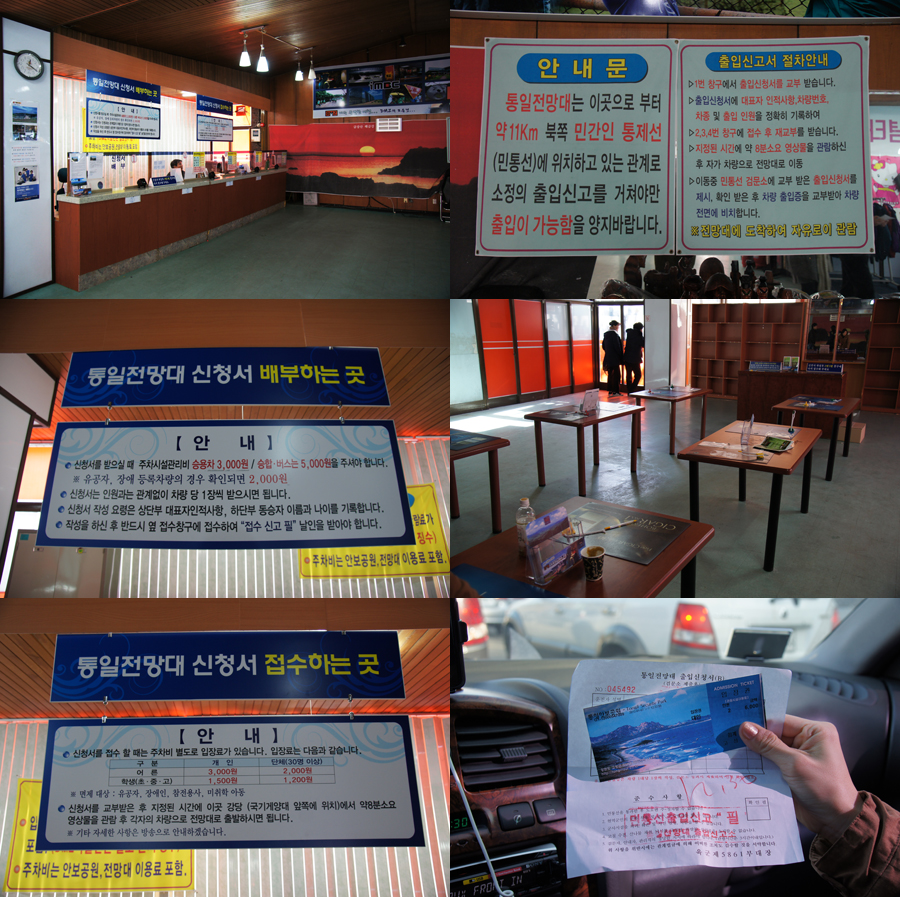 통일전망대 신청서 배부하는 곳
[ 안 내 ]
안 내 문
통일전망대는 이곳으로 부터
약11Km 북쪽 민간인 통제선
(민통선)에 위치하고 있는 관계로
소정의 출입신고를 거쳐야만
출입이 가능함을 양지바랍니다.
출입신고서 절차안내
▷1번 창구에서 출입신청서를 교부 받습니다.
▷출입신청서에 대표자 인적사항,차량번호,
차종 및 출입 인원을 정확히 기록하여
▷2,3,4번 창구에 접수 후 재교부를 받습니다.
▷지정된 시간에 약 8분소요 영상물을 관람하신
후 자가 차량으로 전망대로 이동
▷이동중 민통선 검문소에 교부 받은 출입신청서를
제시, 확인 받은 후 차량 출입증을 교부받아 차량
전면에 비치합니다.
※전망대에 도착하여 자유로이 관람
통일전망대 신청서 배부하는 곳
[ 안 내 ]
신청서를 받으실 때 주차시설관리비 승용차 3,000원 / 승합·버스는 5,000원을 주셔야 합니다.
※ 유공자, 장애 등록차량의 경우 확인되면 2,000원
신청서는 인원과는 관계없이 차량 당 1장씩 받으시면 됩니다.
신청서 작성 요령은 상단부 대표자인적사항, 하단부 동승자 이름과 나이를 기록합니다.
작성을 하신 후 반드시 옆 접수창구에 접수하여 "접수 신고 필" 날인을 받아야 합니다.
주차비는 안보공원,전망대 이용료 포함.
통일전망대 신청서 접수하는 곳
[ 안 내 ]
신청서를 접수 할 때는 주차비 별도로 입장료가 있습니다. 입장료는 다음과 같습니다.
구 분 개 인 단체(30명 이상)
어 른 3,000원 2,000원
학생(초·중·고) 1,500원 1,200원
※ 면제 대상 : 유공자, 장애인, 참전용사, 미취학 아동
신청서를 교부받은 후 지정된 시간에 이곳 강당 (국기게양대 앞쪽에 위치)에서 약8분소요
영상물을 관람 후 각자의 차량으로 전망대로 출발하시면 됩니다.
※ 기타 자세한 사항은 방송으로 안내하겠습니다.
주차비는 안보공원, 전망대 이용료 포함.
통일전망대 출입신청서(B)
NO: 045492
ADMISSION TICKET
준 수 사 항
민통선출입신고 필
육군제5861부대장